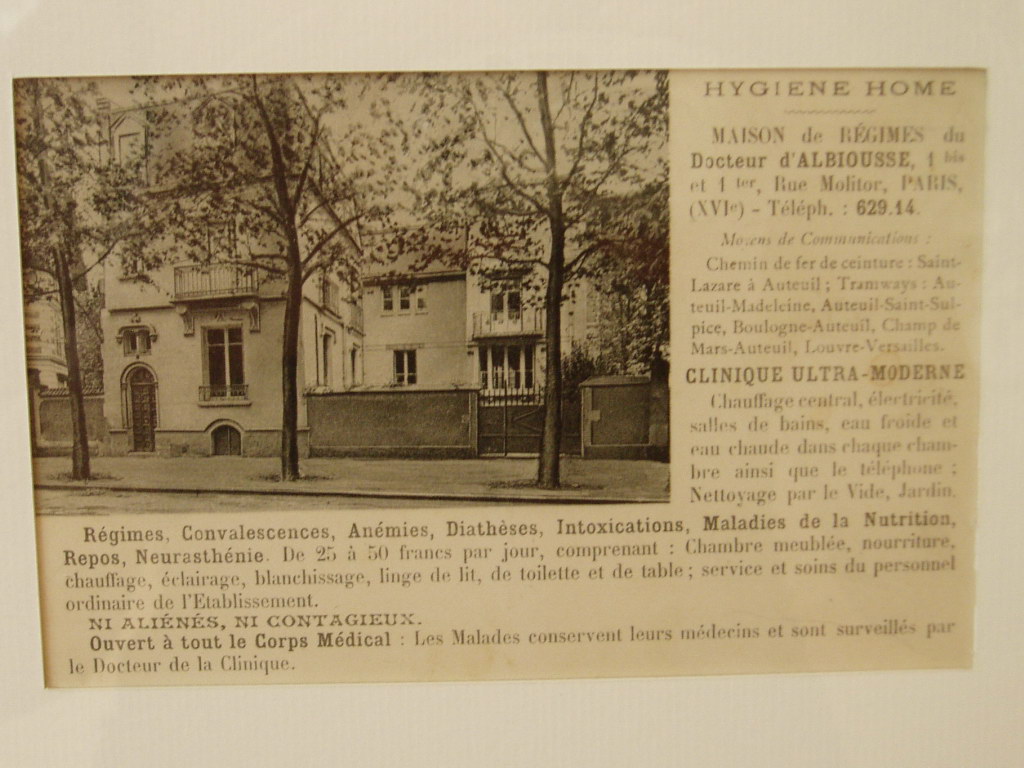 HYGIENE HOME
MAISON de RÉGIMES du
Docteur d'ALBIOUSSE, 1 bis
et 1 ter, Rue Molitor, PARIS,
(XVIe) - Téléph. : 629.14.
Moyens de Communications :
Chemin de fer de ceinture : Saint-
Lazare à Auteuil ; Tramways : Au-
teuil-Madeleine, Auteuil-Saint-Sul-
pice, Boulogne-Auteuil, Champ de
Mars-Auteuil, Louvre-Versailles.
CLINIQUE ULTRA-MODERNE
Chauffage central, électricité,
salles de bains, eau froide et
eau chaude dans chaque cham-
bre ainsi que le téléphone ;
Nettoyage par le Vide, Jardin.
Régimes, Convalescences, Anémies, Diathèses, Intoxications, Maladies de la Nutrition,
Repos, Neurasthénie. De 25 à 50 francs par jour, comprenant : Chambre meublée, nourriture,
chauffage, éclairage, blanchissage, linge de lit, de toilette et de table ; service et soins du personnel
ordinaire de l'Etablissement.
NI ALIÉNÉS, NI CONTAGIEUX.
Ouvert à tout le Corps Médical : Les Malades conservent leurs médecins et sont surveillés par
le Docteur de la Clinique.